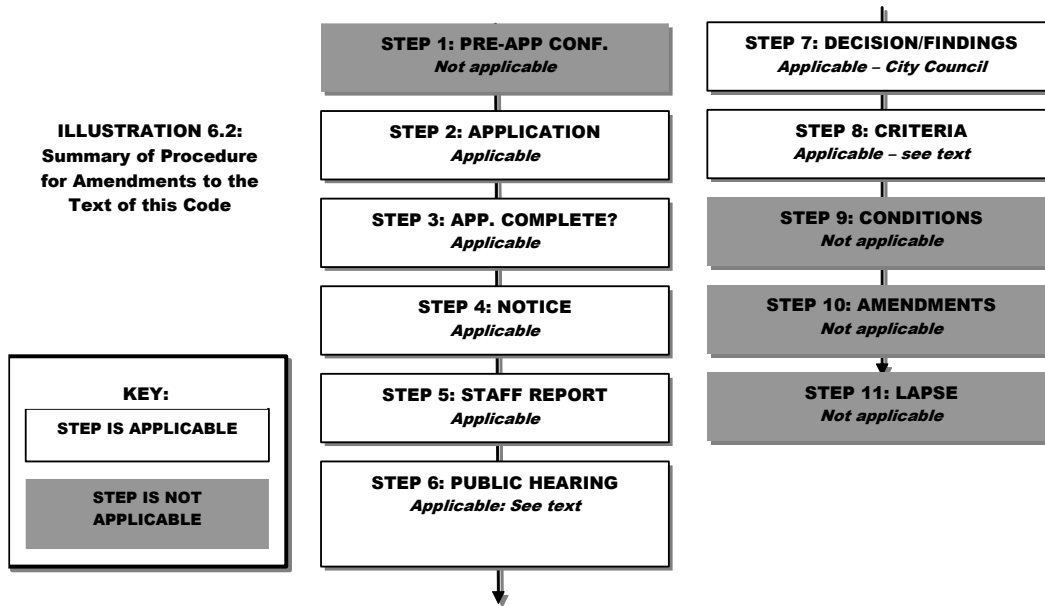 ILLUSTRATION 6.2:
Summary of Procedure
for Amendments to the
Text of this Code
KEY:
STEP IS APPLICABLE
STEP IS NOT
APPLICABLE
STEP 1: PRE-APP CONF.
Not applicable
STEP 2: APPLICATION
Applicable
STEP 3: APP. COMPLETE?
Applicable
STEP 4: NOTICE
Applicable
STEP 5: STAFF REPORT
Applicable
STEP 6: PUBLIC HEARING
Applicable: See text
STEP 7: DECISION/FINDINGS
Applicable – City Council
STEP 8: CRITERIA
Applicable – see text
STEP 9: CONDITIONS
Not applicable
STEP 10: AMENDMENTS
Not applicable
STEP 11: LAPSE
Not applicable